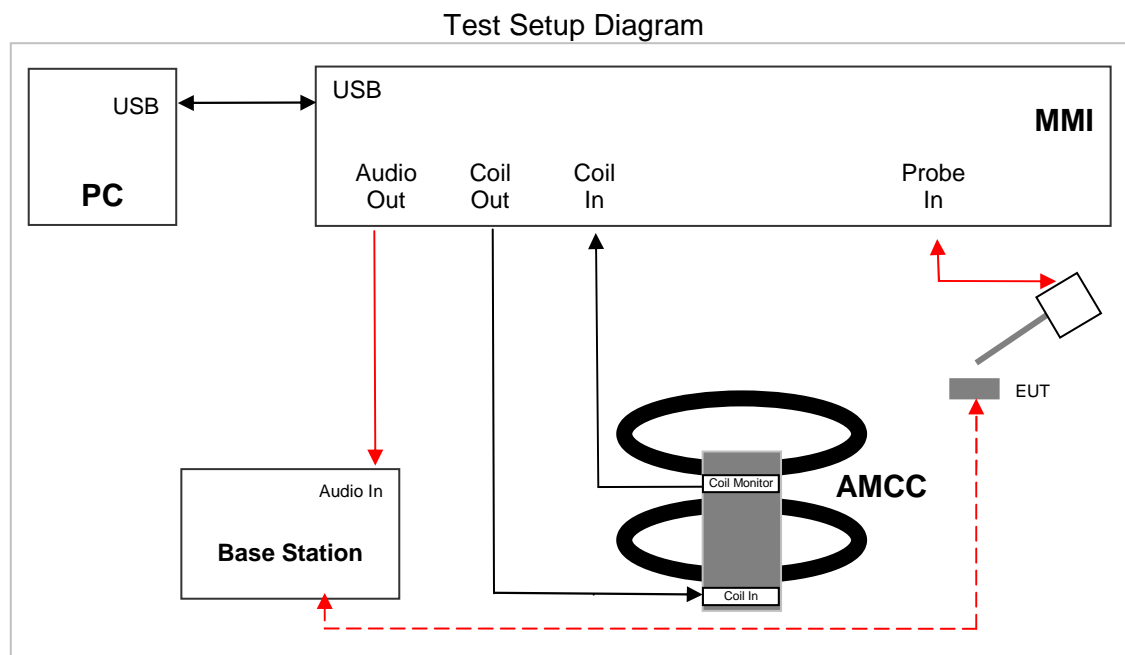 Test Setup Diagram
USB
PC
USB
MMI
Audio
Out
Coil
Out
Coil
In
Probe
In
EUT
Coil Monitor
AMCC
Audio In
Base Station
Coil In